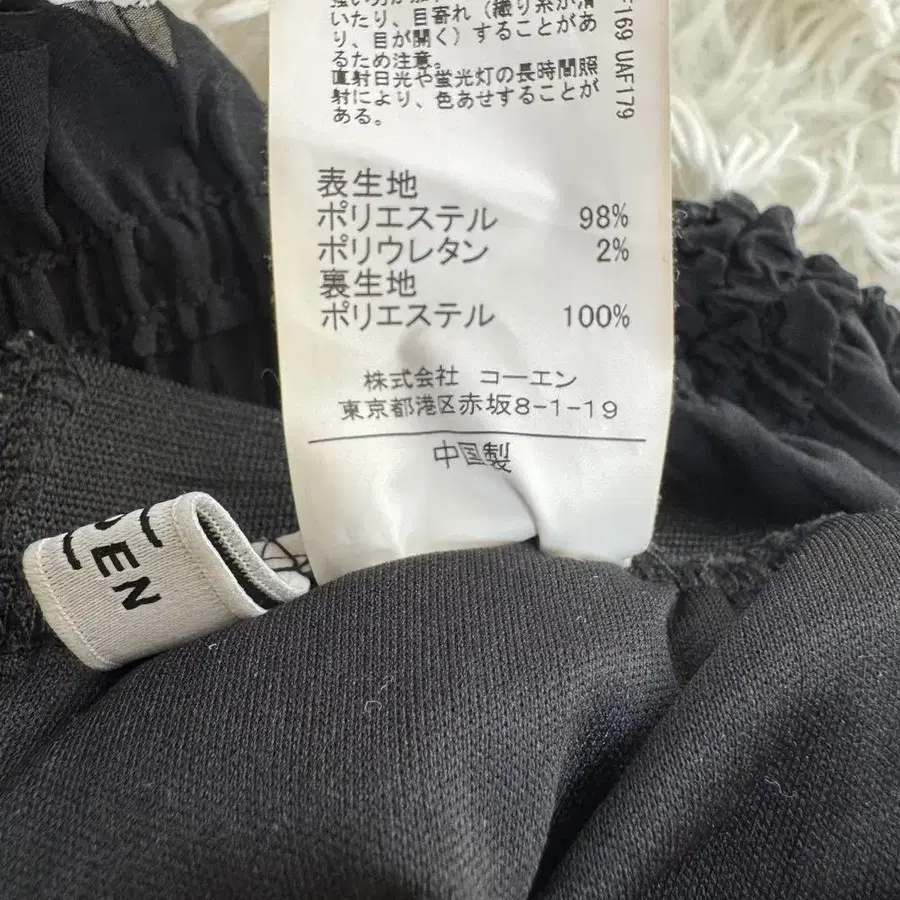 いたり、目寄れ（織り糸が滑
り、目が開く）することがあ
るため注意。
直射日光や蛍光灯の長時間照
射により、色あせすることが
ある。
F169 UAF179
表生地
ポリエステル 98%
ポリウレタン 2%
裏生地
ポリエステル 100%
株式会社 コーエン
東京都港区赤坂8-1-19
中国製
EN